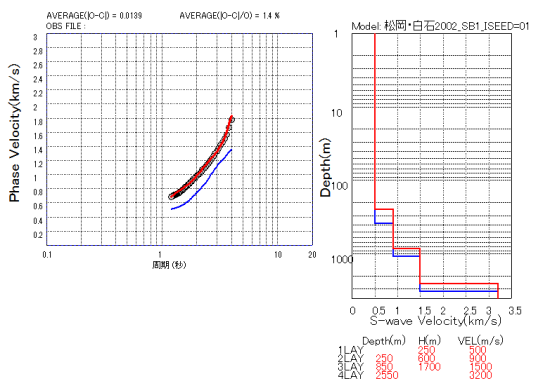 AVERAGE(|O-C|) = 0.0139 AVERAGE(|O-C|/O) = 1.4 %
OBS FILE :
Model: 松岡・白石2002_SB1_ISEED=01
Phase Velocity(km/s)
3
2.8
2.6
2.4
2.2
2
1.8
1.6
1.4
1.2
1
0.8
0.6
0.4
0.2
0.1 1 10 20
周期(秒)
Depth(m)
1
10
100
1000
0 0.5 1 1.5 2 2.5 3 3.5
S-wave Velocity(km/s)
Depth(m) H(m) VEL(m/s)
1LAY 250 500
2LAY 250 600 900
3LAY 850 1700 1500
4LAY 2550 3200